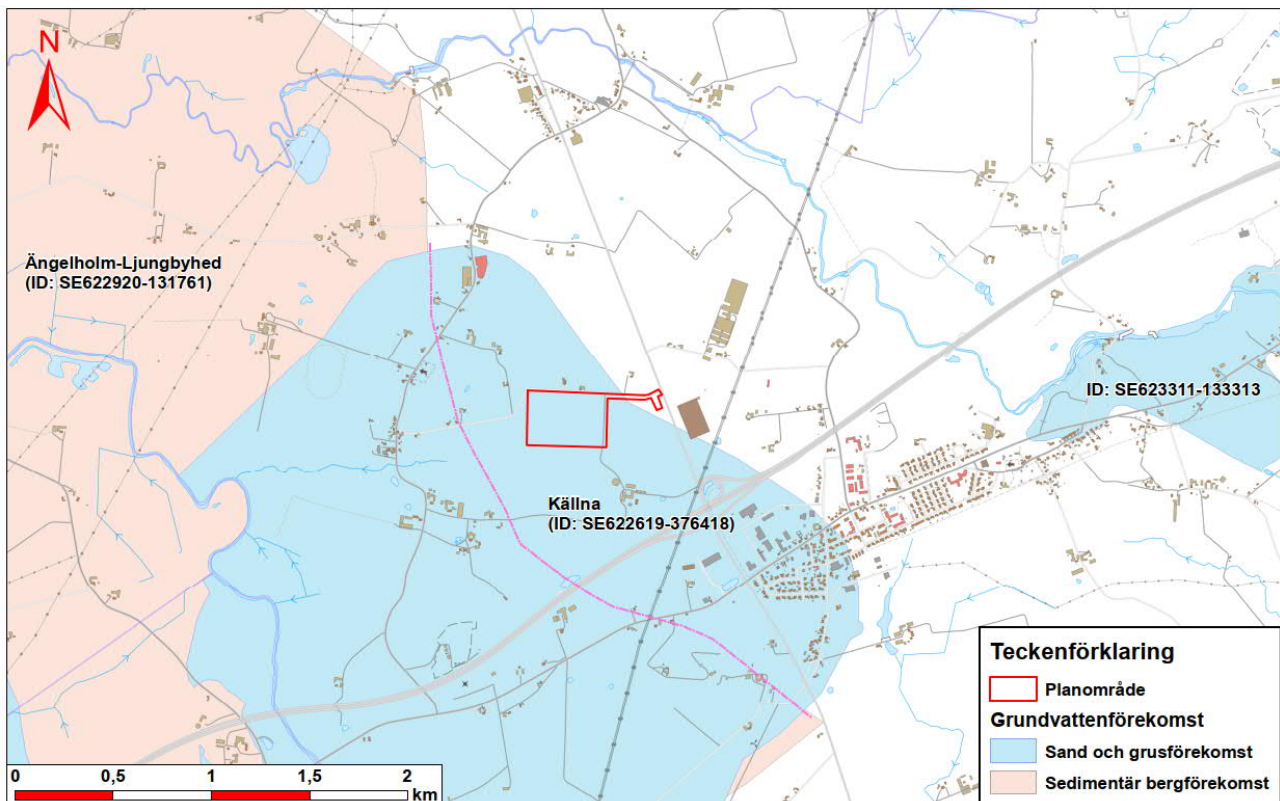 N
Ängelholm-Ljungbyhed
(ID: SE622920-131761)
ID: SE623311-133313
Källna
(ID: SE622619-376418)
Teckenförklaring
Planområde
Grundvattenförekomst
Sand och grusförekomst
Sedimentär bergförekomst
0 0,5 1 1,5 2
km